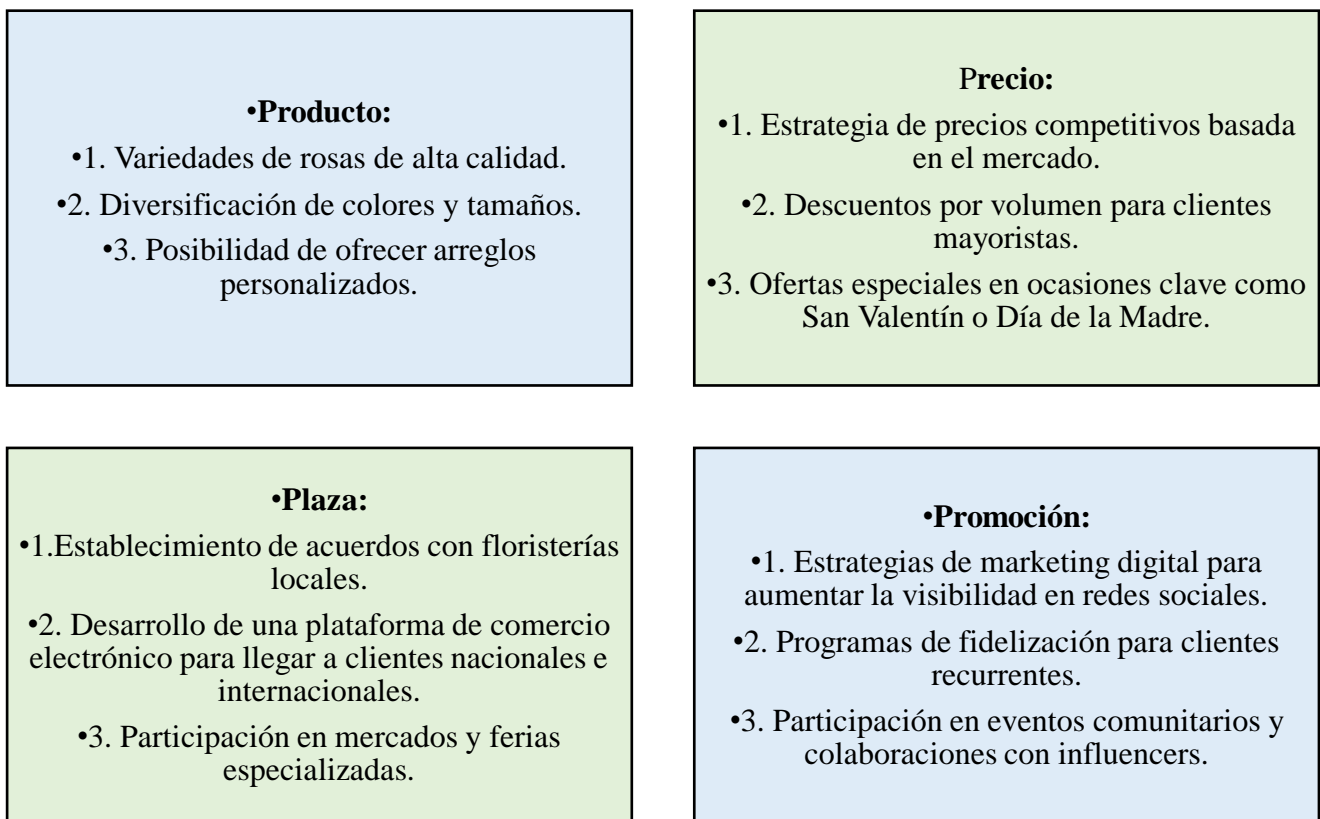 •Producto:
•1. Variedades de rosas de alta calidad.
•2. Diversificación de colores y tamaños.
•3. Posibilidad de ofrecer arreglos
personalizados.
Precio:
•1. Estrategia de precios competitivos basada
en el mercado.
•2. Descuentos por volumen para clientes
mayoristas.
•3. Ofertas especiales en ocasiones clave como
San Valentín o Día de la Madre.
•Plaza:
•1.Establecimiento de acuerdos con floristerías
locales.
•2. Desarrollo de una plataforma de comercio
electrónico para llegar a clientes nacionales e
internacionales.
•3. Participación en mercados y ferias
especializadas.
•Promoción:
•1. Estrategias de marketing digital para
aumentar la visibilidad en redes sociales.
•2. Programas de fidelización para clientes
recurrentes.
•3. Participación en eventos comunitarios y
colaboraciones con influencers.